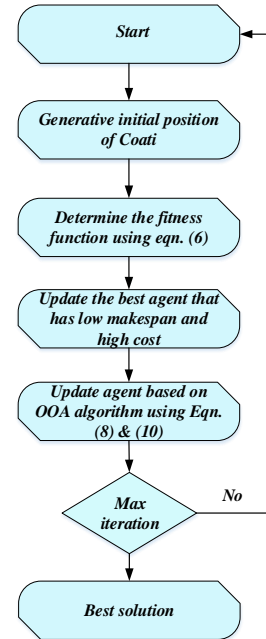 Start
Generative initial position
of Coati
Determine the fitness
function using eqn. (6)
Update the best agent that
has low makespan and
high cost
Update agent based on
OOA algorithm using Eqn.
(8) & (10)
Max
iteration
No
Best solution